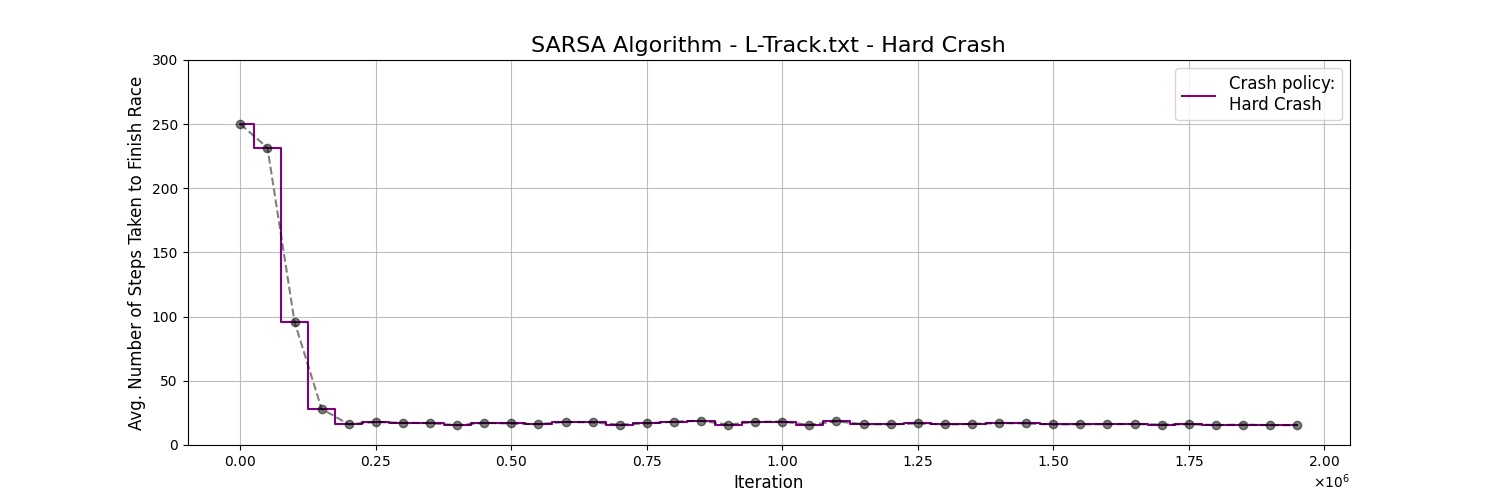 SARSA Algorithm - L-Track.txt - Hard Crash
Avg. Number of Steps Taken to Finish Race
300
250
200
150
100
50
0
Crash policy:
Hard Crash
0.00 0.25 0.50 0.75 1.00 1.25 1.50 1.75 2.00
×10⁶
Iteration